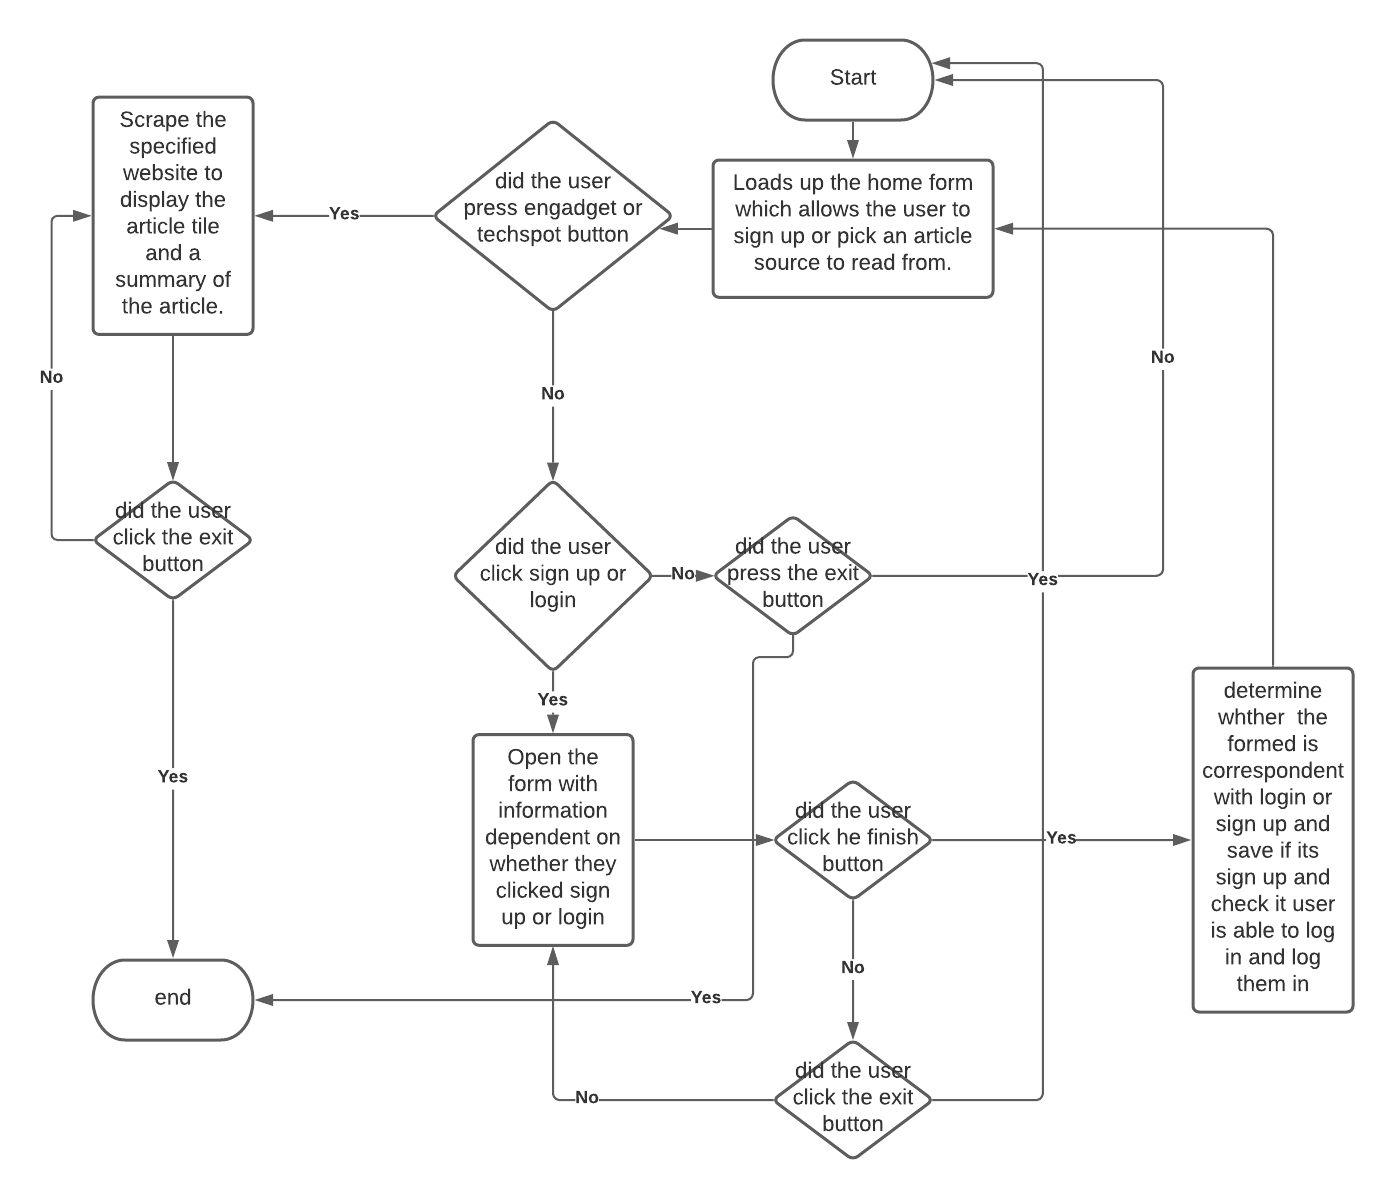 Start
Scrape the
specified
website to
display the
article tile
and a
summary of
the article.
did the user
press engadget or
techspot button
Yes
Loads up the home form
which allows the user to
sign up or pick an article
source to read from.
No
No
No
did the user
click the exit
button
did the user
click sign up or
login
No
did the user
press the exit
button
Yes
Yes
Yes
determine
whther  the
formed is
correspondent
with login or
sign up and
save if its
sign up and
check it user
is able to log
in and log
them in
Open the
form with
information
dependent on
whether they
clicked sign
up or login
did the user
click he finish
button
Yes
No
end
Yes
No
did the user
click the exit
button